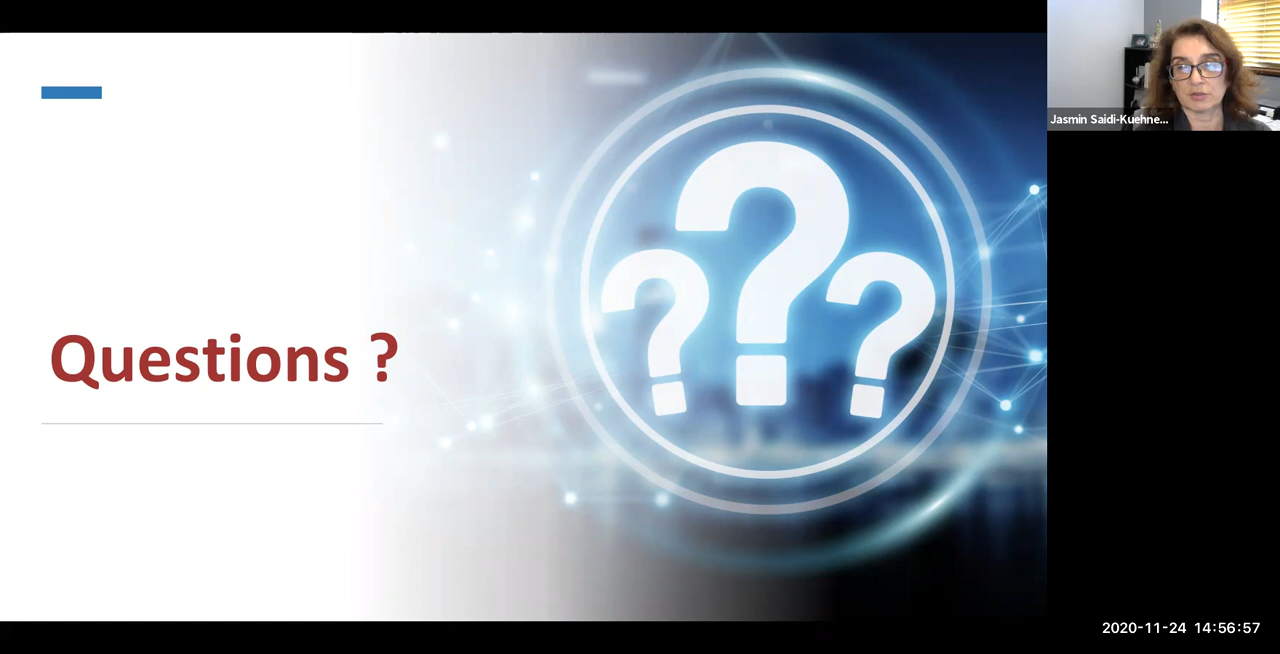 Questions ?
? ? ?
Jasmin Saidi-Kuehne...
2020-11-24 14:56:57